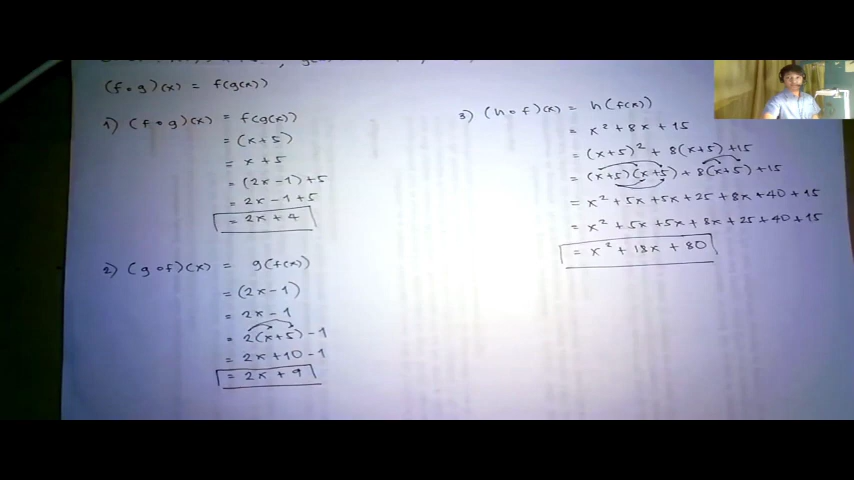 (f∘g)(x) = f(g(x))
1) (f∘g)(x) = f(g(x))
= (x+5)
= x+5
= (2x-1)+5
= 2x-1+5
= 2x+4
2) (g∘f)(x) = g(f(x))
= (2x-1)
= 2x-1
= 2(x+5)-1
= 2x+10-1
= 2x+9
3) (h∘f)(x) = h(f(x))
= x²+8x+15
= (x+5)²+8(x+5)+15
= (x+5)(x+5)+8(x+5)+15
= x²+5x+5x+25+8x+40+15
= x²+5x+5x+8x+25+40+15
= x²+18x+80